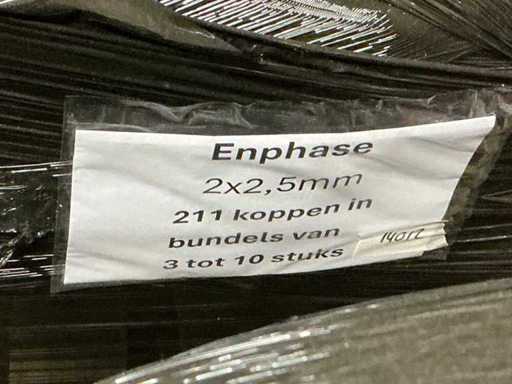 Enphase
2x2,5mm
211 koppen in
bundels van
3 tot 10 stuks